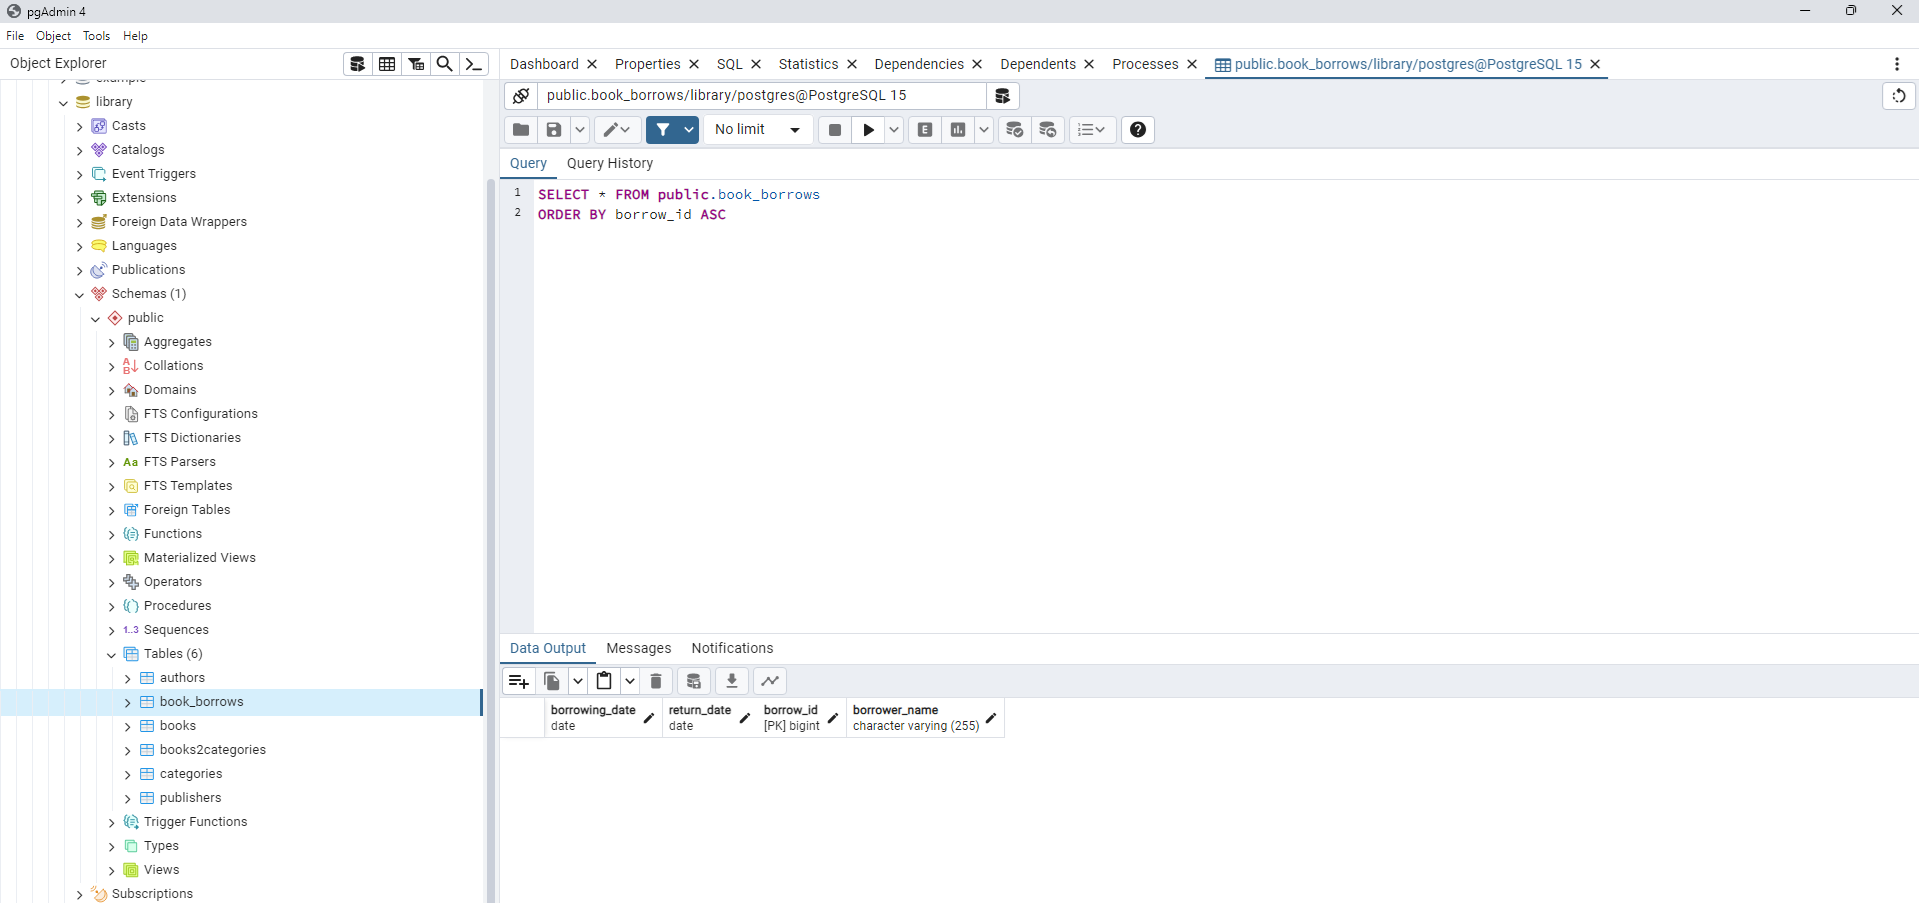 pgAdmin 4
File Object Tools Help
Object Explorer
Dashboard Properties SQL Statistics Dependencies Dependents Processes public.book_borrows/library/postgres@PostgreSQL 15
example
library
Casts
Catalogs
Event Triggers
Extensions
Foreign Data Wrappers
Languages
Publications
Schemas (1)
public
Aggregates
Collations
Domains
FTS Configurations
FTS Dictionaries
Aa FTS Parsers
FTS Templates
Foreign Tables
Functions
Materialized Views
Operators
Procedures
1..3 Sequences
Tables (6)
authors
book_borrows
books
books2categories
categories
publishers
Trigger Functions
Types
Views
Subscriptions
public.book_borrows/library/postgres@PostgreSQL 15
No limit E
Query Query History
1 SELECT * FROM public.book_borrows
2 ORDER BY borrow_id ASC
Data Output Messages Notifications
borrowing_date return_date borrow_id borrower_name
date date [PK] bigint character varying (255)